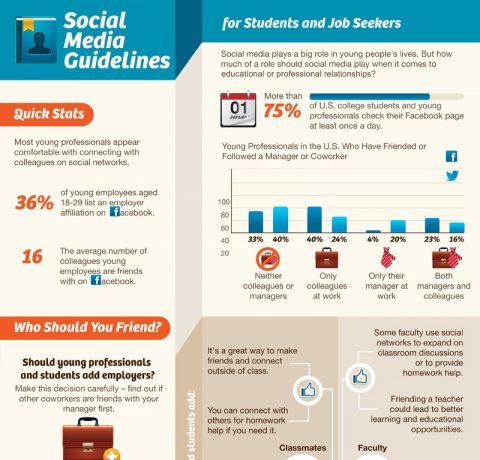 Social
Media
Guidelines
for Students and Job Seekers
Social media plays a big role in young people's lives. But how
much of a role should social media play when it comes to
educational or professional relationships?
01
January
More than
75%
of U.S. college students and young
professionals check their Facebook page
at least once a day.
Quick Stats
Most young professionals appear
comfortable with connecting with
colleagues on social networks.
36%
of young employees aged
18-29 list an employer
affiliation on facebook.
16
The average number of
colleagues young
employees are friends
with on facebook.
Young Professionals in the U.S. Who Have Friended or
Followed a Manager or Coworker
100
80
60
40
20
33% 40% 40% 24% 4% 20% 23% 16%
Neither
colleagues or
managers
Only
colleagues
at work
Only their
manager at
work
Both
managers and
colleagues
Who Should You Friend?
Should young professionals
and students add employers?
Make this decision carefully – find out if
other coworkers are friends with your
manager first.
d students add:
It's a great way to make
friends and connect
outside of class.
You can connect with
others for homework
help if you need it.
Classmates
Some faculty use social
networks to expand on
classroom discussions
or to provide
homework help.
Friending a teacher
could lead to better
learning and educational
opportunities.
Faculty